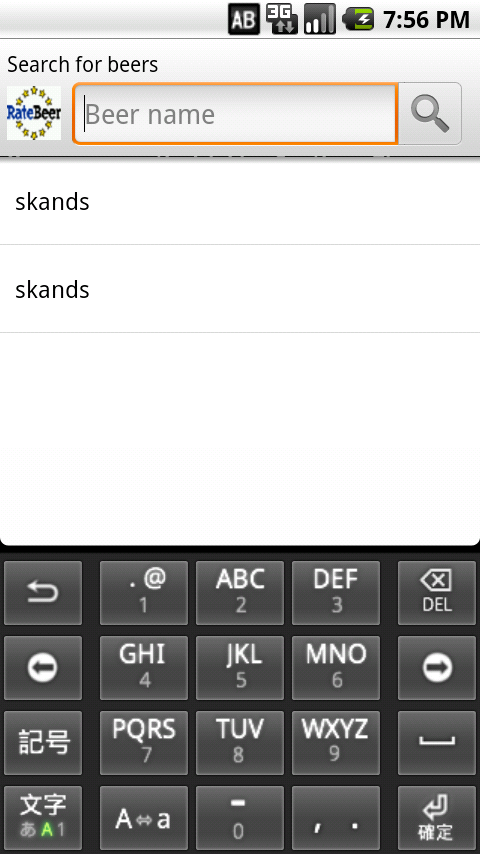 AB 3G 7:56 PM
Search for beers
RateBeer
Beer name
skands
skands
. @ ABC DEF
1 2 3 DEL
GHI JKL MNO
4 5 6
記号 PQRS TUV WXYZ
7 8 9
文字 A⇔a - , .
あA1 0 確定